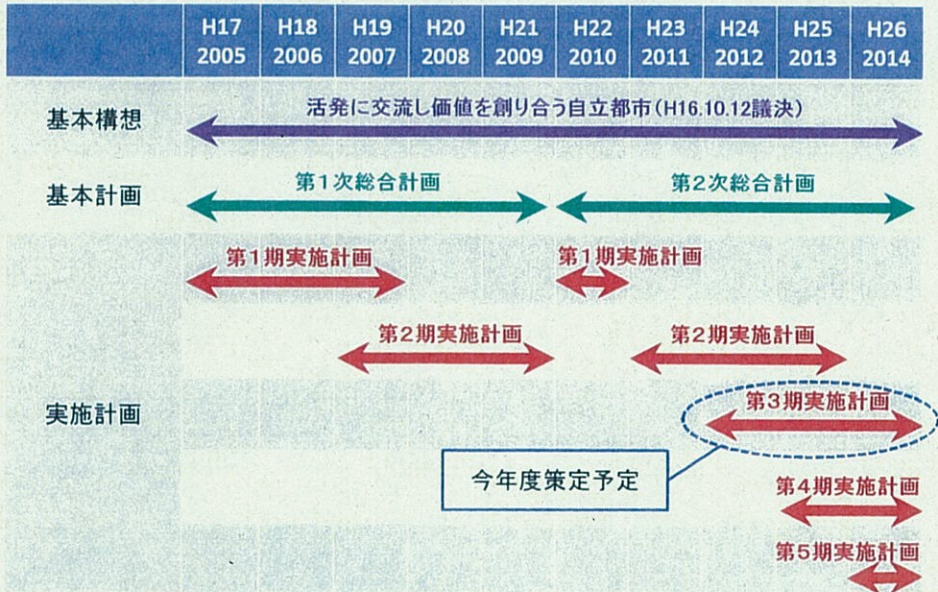 H17 H18 H19 H20 H21 H22 H23 H24 H25 H26
2005 2006 2007 2008 2009 2010 2011 2012 2013 2014
基本構想
活発に交流し価値を創り合う自立都市(H16.10.12議決)
基本計画
第1次総合計画
第2次総合計画
第1期実施計画
第1期実施計画
第2期実施計画
第2期実施計画
実施計画
第3期実施計画
今年度策定予定
第4期実施計画
第5期実施計画